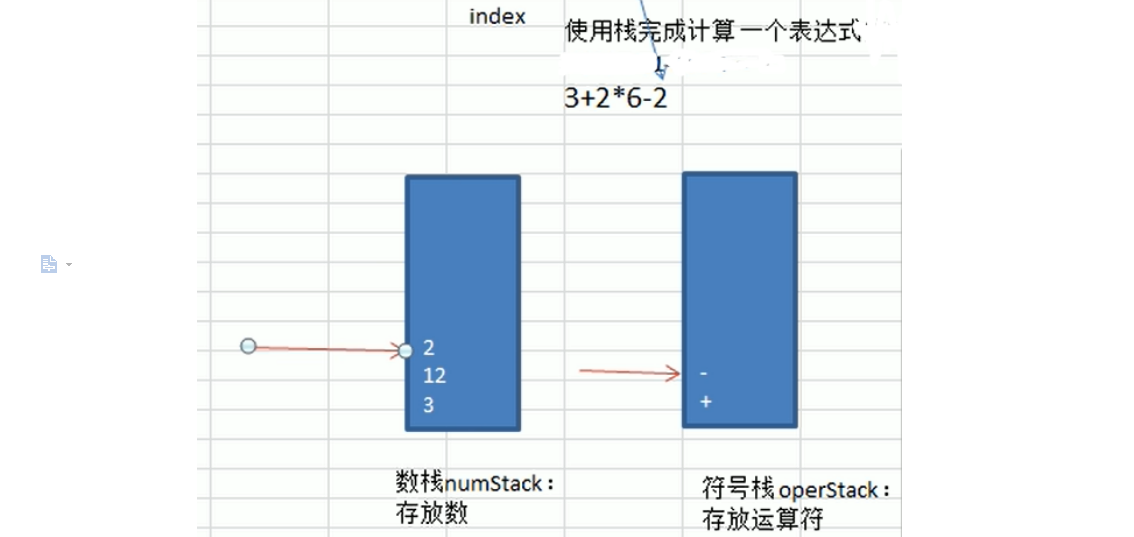 index
使用栈完成计算 一个表达式
3+2*6-2
2
12
3
-
+
数栈numStack：
存放数
符号栈 operStack：
存放运算符